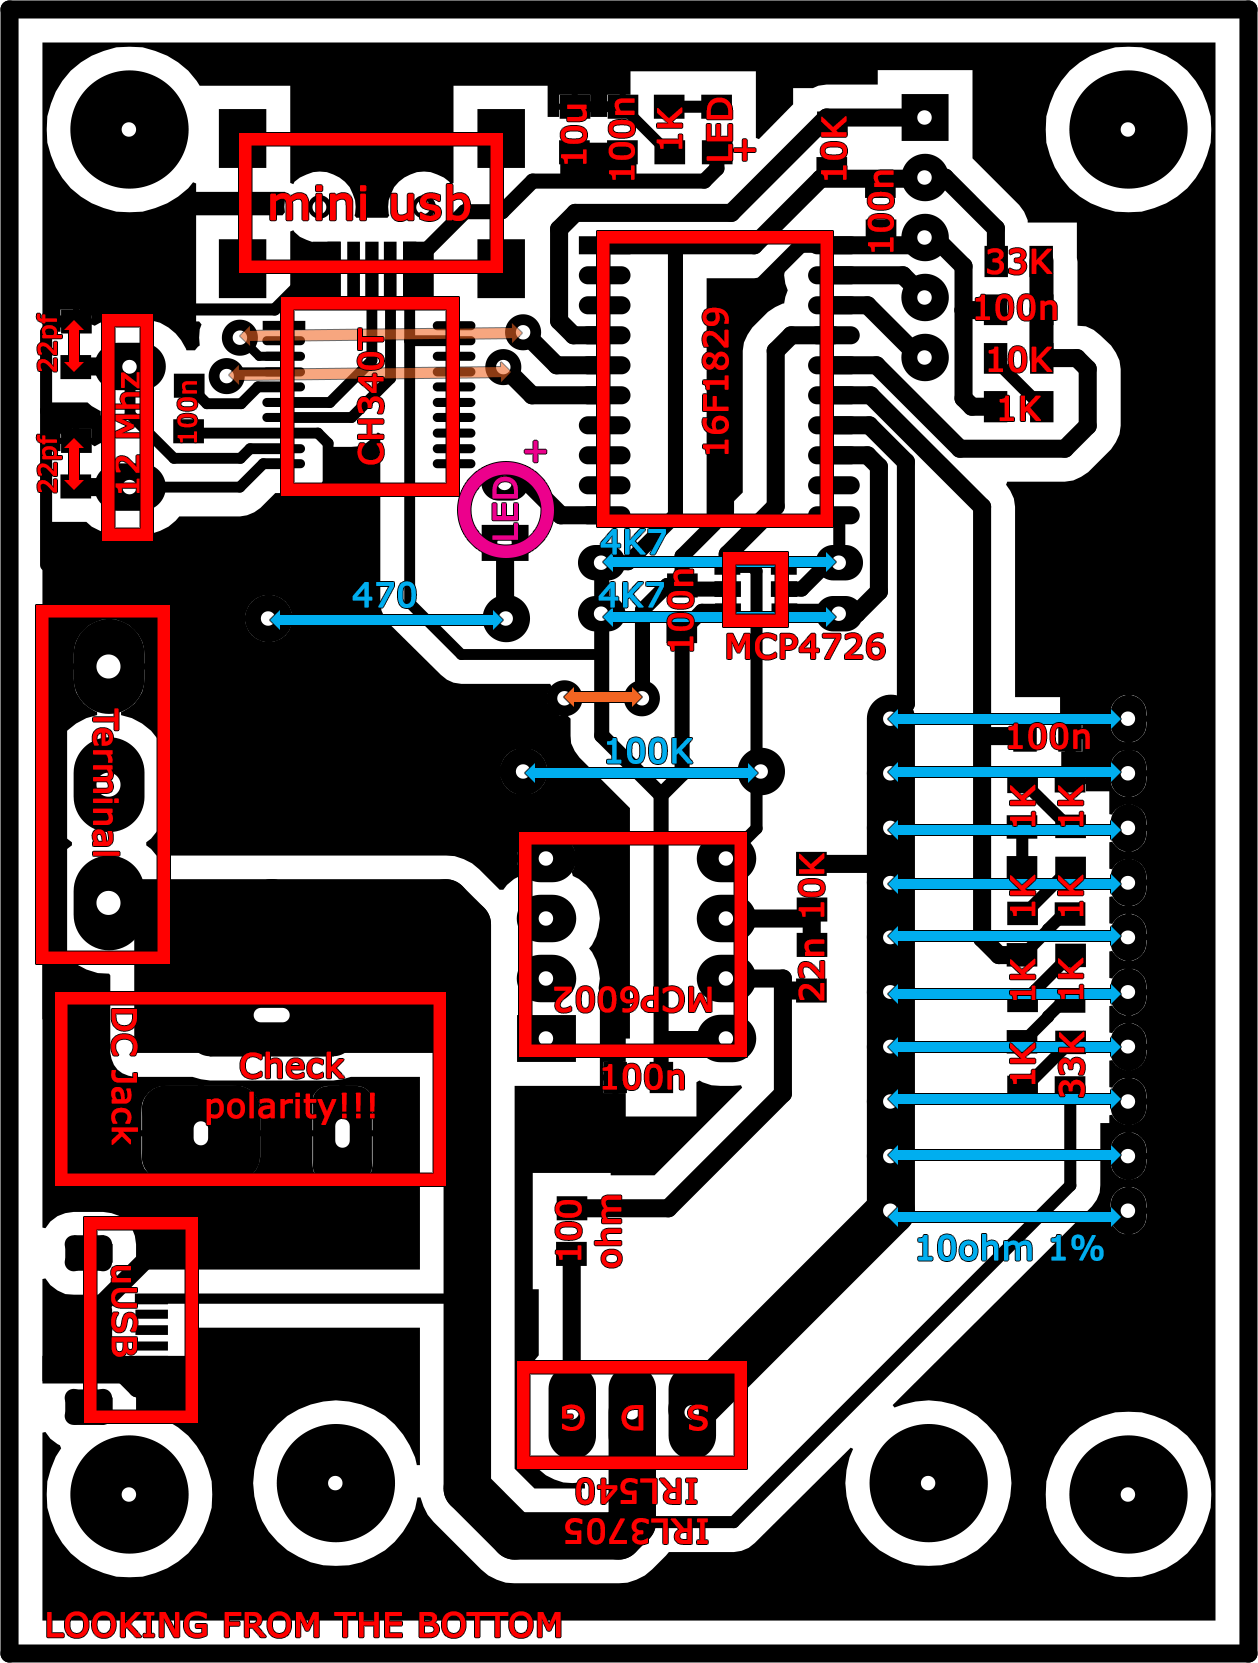 10u
100n
1K
LED
+
10K
100n
mini usb
33K
100n
10K
1K
22pf
22pf
12 Mhz
100n
CH340T
16F1829
+
LED
4K7
4K7
470
100n
MCP4726
Terminal
100K
100n
1K
1K
10K
1K
1K
22n
1K
1K
MCP6002
100n
1K
33K
DC Jack
Check
polarity!!!
100
ohm
10ohm 1%
uUSB
G
D
S
IRL540
IRL3705
LOOKING FROM THE BOTTOM